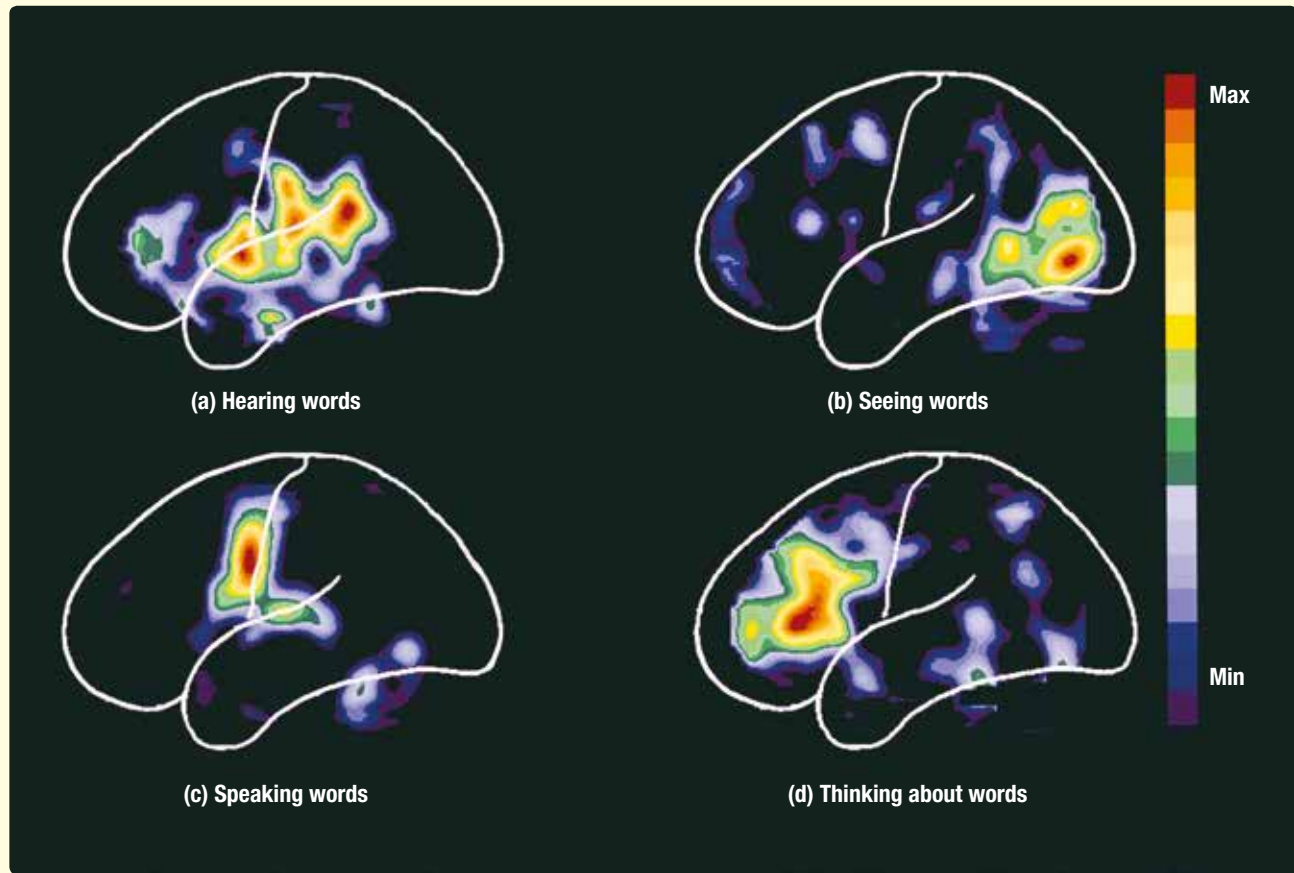 Max
(a) Hearing words
(b) Seeing words
Min
(c) Speaking words
(d) Thinking about words